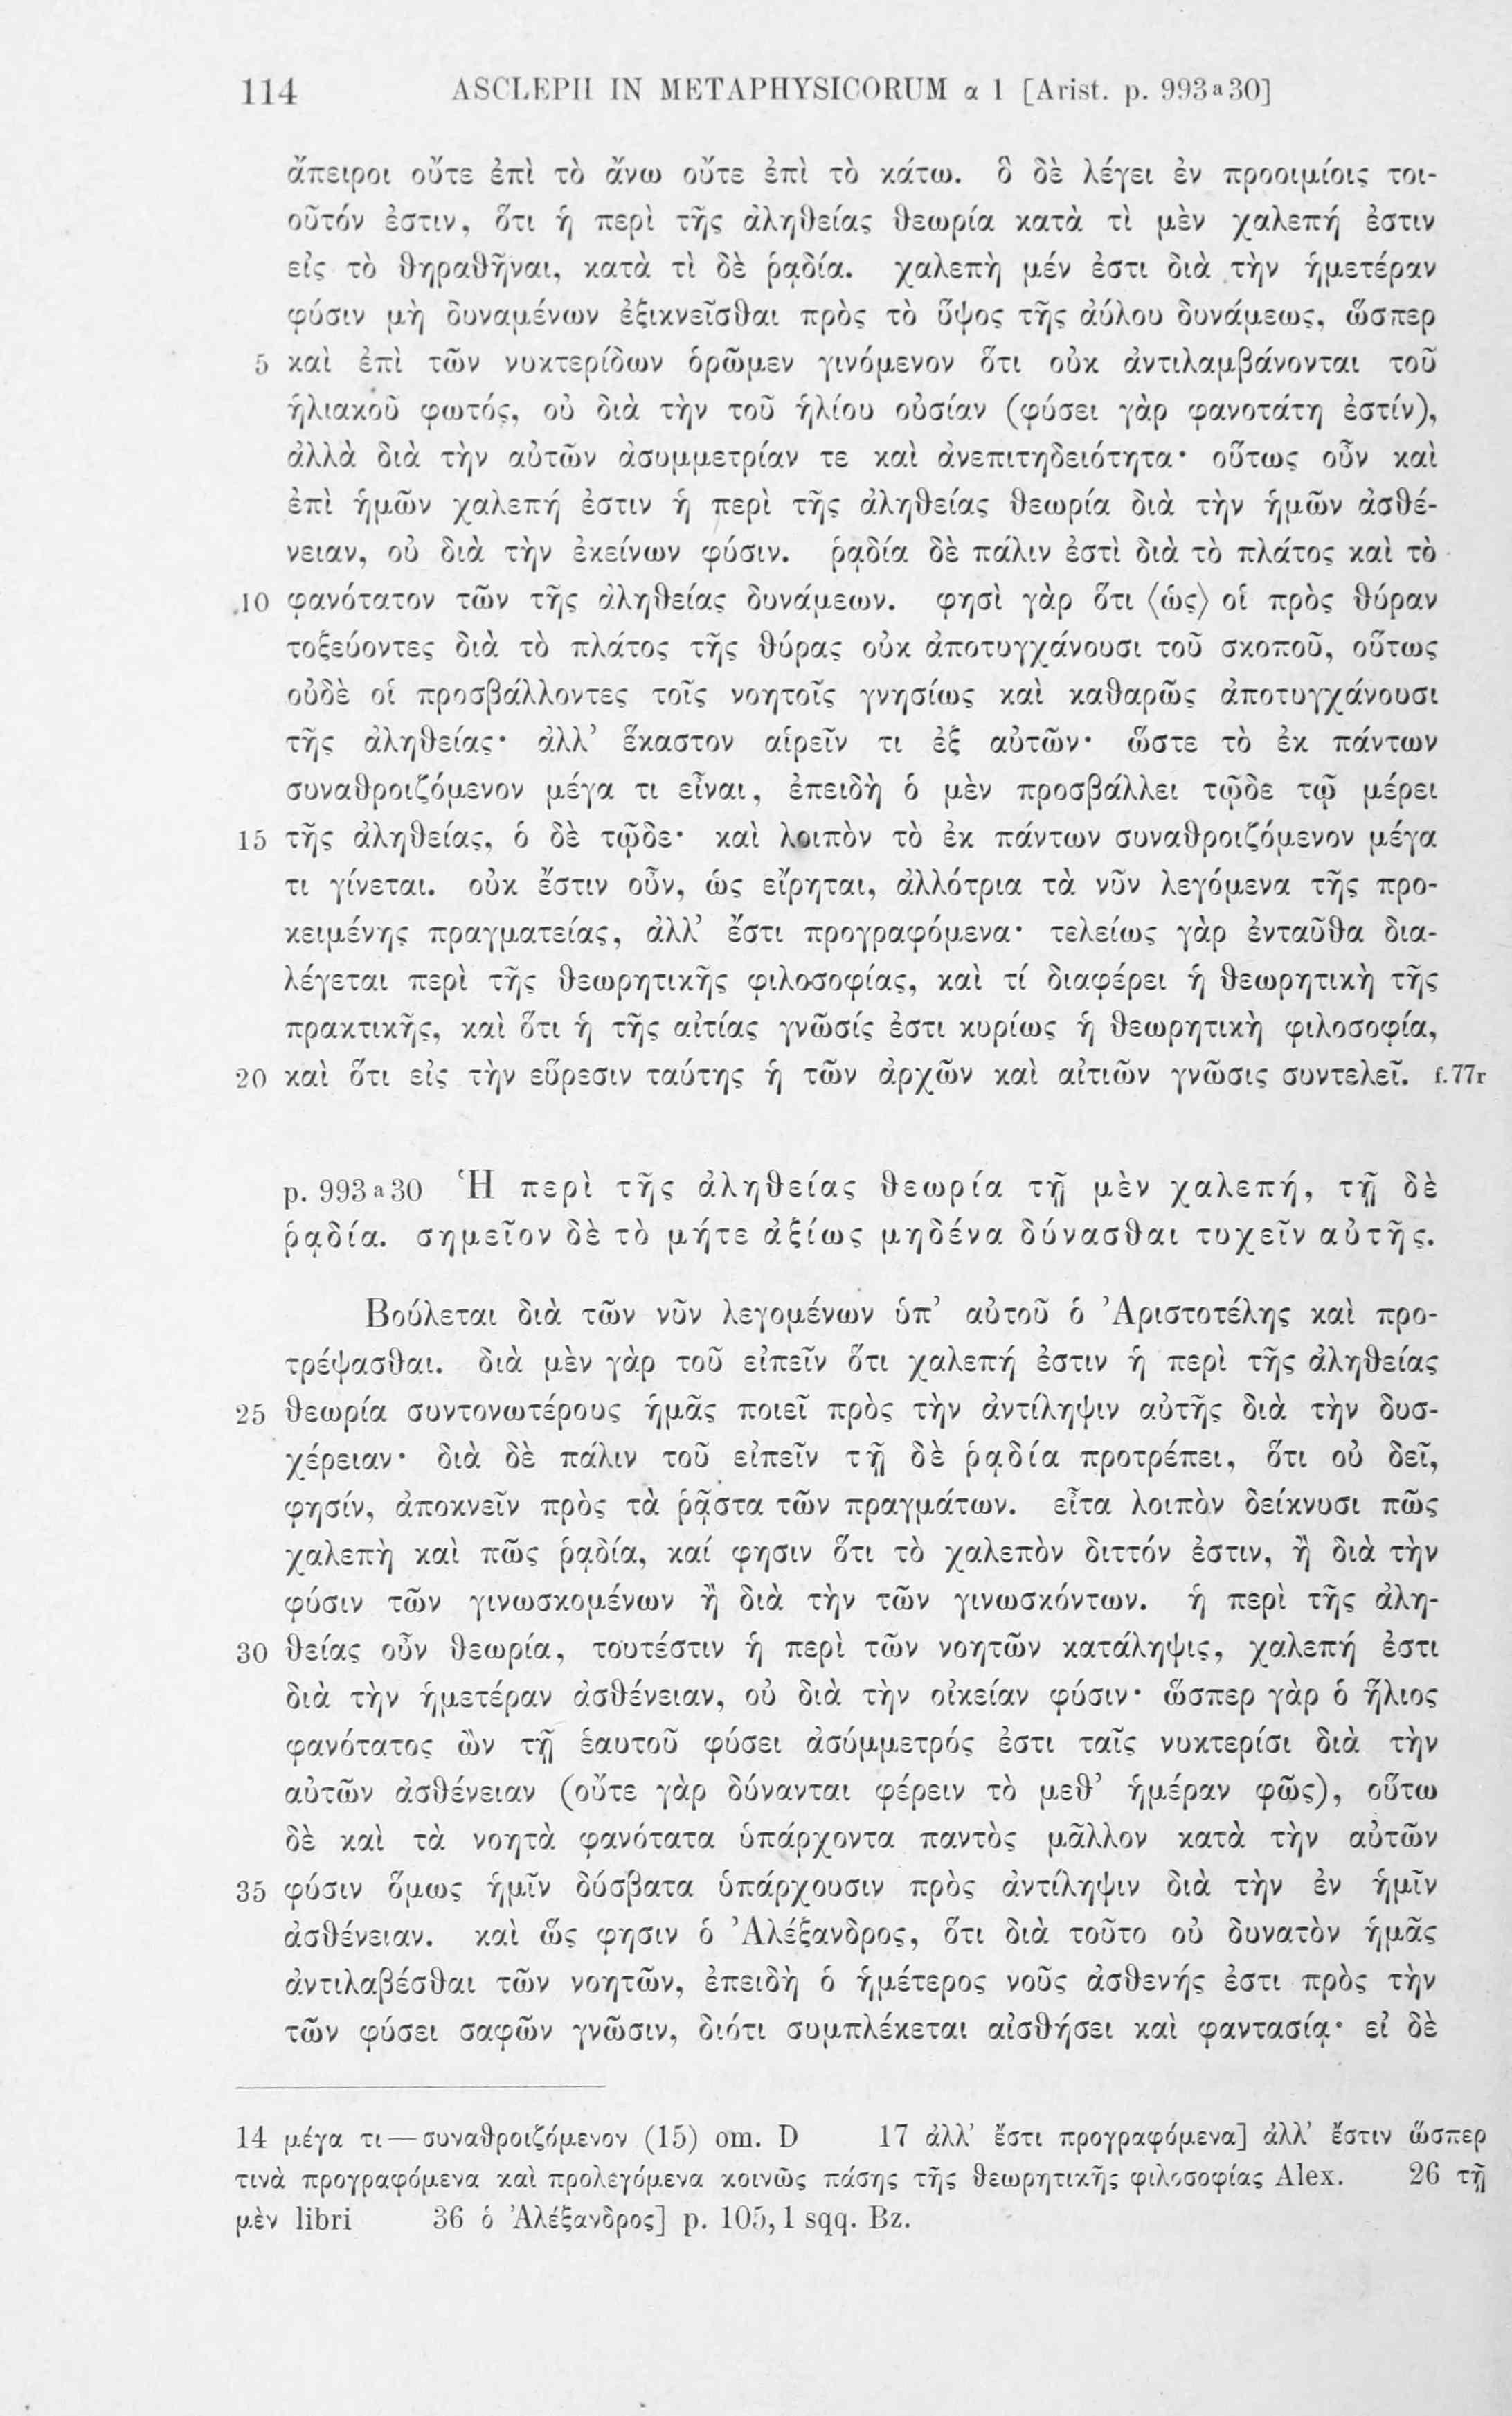 114 ASCLEPII IN METAPHYSICORUM α 1 [Arist. p. 993a30]
ἄπειροι οὔτε ἐπὶ τὸ ἄνω οὔτε ἐπὶ τὸ κάτω. ὃ δὲ λέγει ἐν προοιμίοις τοι-
οῦτόν ἐστιν, ὅτι ἡ περὶ τῆς ἀληθείας θεωρία κατὰ τὶ μὲν χαλεπή ἐστιν
εἰς τὸ θηραθῆναι, κατὰ τὶ δὲ ῥᾳδία. χαλεπὴ μέν ἐστι διὰ τὴν ἡμετέραν
φύσιν μὴ δυναμένων ἐξικνεῖσθαι πρὸς τὸ ὕψος τῆς ἀύλου δυνάμεως, ὥσπερ
5 καὶ ἐπὶ τῶν νυκτερίδων ὁρῶμεν γινόμενον ὅτι οὐκ ἀντιλαμβάνονται τοῦ
ἡλιακοῦ φωτός, οὐ διὰ τὴν τοῦ ἡλίου οὐσίαν (φύσει γὰρ φανοτάτη ἐστίν),
ἀλλὰ διὰ τὴν αὐτῶν ἀσυμμετρίαν τε καὶ ἀνεπιτηδειότητα· οὕτως οὖν καὶ
ἐπὶ ἡμῶν χαλεπή ἐστιν ἡ περὶ τῆς ἀληθείας θεωρία διὰ τὴν ἡμῶν ἀσθέ-
νειαν, οὐ διὰ τὴν ἐκείνων φύσιν. ῥᾳδία δὲ πάλιν ἐστὶ διὰ τὸ πλάτος καὶ τὸ
10 φανότατον τῶν τῆς ἀληθείας δυνάμεων. φησὶ γὰρ ὅτι ⟨ὡς⟩ οἱ πρὸς θύραν
τοξεύοντες διὰ τὸ πλάτος τῆς θύρας οὐκ ἀποτυγχάνουσι τοῦ σκοποῦ, οὕτως
οὐδὲ οἱ προσβάλλοντες τοῖς νοητοῖς γνησίως καὶ καθαρῶς ἀποτυγχάνουσι
τῆς ἀληθείας· ἀλλ’ ἕκαστον αἱρεῖν τι ἐξ αὐτῶν· ὥστε τὸ ἐκ πάντων
συναθροιζόμενον μέγα τι εἶναι, ἐπειδὴ ὁ μὲν προσβάλλει τῷδε τῷ μέρει
15 τῆς ἀληθείας, ὁ δὲ τῷδε· καὶ λοιπὸν τὸ ἐκ πάντων συναθροιζόμενον μέγα
τι γίνεται. οὐκ ἔστιν οὖν, ὡς εἴρηται, ἀλλότρια τὰ νῦν λεγόμενα τῆς προ-
κειμένης πραγματείας, ἀλλ’ ἔστι προγραφόμενα· τελείως γὰρ ἐνταῦθα δια-
λέγεται περὶ τῆς θεωρητικῆς φιλοσοφίας, καὶ τί διαφέρει ἡ θεωρητικὴ τῆς
πρακτικῆς, καὶ ὅτι ἡ τῆς αἰτίας γνῶσίς ἐστι κυρίως ἡ θεωρητικὴ φιλοσοφία,
20 καὶ ὅτι εἰς τὴν εὕρεσιν ταύτης ἡ τῶν ἀρχῶν καὶ αἰτιῶν γνῶσις συντελεῖ. f.77r
p. 993a30 Ἡ περὶ τῆς ἀληθείας θεωρία τῇ μὲν χαλεπή, τῇ δὲ
ῥᾳδία. σημεῖον δὲ τὸ μήτε ἀξίως μηδένα δύνασθαι τυχεῖν αὐτῆς.
Βούλεται διὰ τῶν νῦν λεγομένων ὑπ’ αὐτοῦ ὁ Ἀριστοτέλης καὶ προ-
τρέψασθαι. διὰ μὲν γὰρ τοῦ εἰπεῖν ὅτι χαλεπή ἐστιν ἡ περὶ τῆς ἀληθείας
25 θεωρία συντονωτέρους ἡμᾶς ποιεῖ πρὸς τὴν ἀντίληψιν αὐτῆς διὰ τὴν δυσ-
χέρειαν· διὰ δὲ πάλιν τοῦ εἰπεῖν τῇ δὲ ῥᾳδία προτρέπει, ὅτι οὐ δεῖ,
φησίν, ἀποκνεῖν πρὸς τὰ ῥᾷστα τῶν πραγμάτων. εἶτα λοιπὸν δείκνυσι πῶς
χαλεπὴ καὶ πῶς ῥᾳδία, καί φησιν ὅτι τὸ χαλεπὸν διττόν ἐστιν, ἢ διὰ τὴν
φύσιν τῶν γινωσκομένων ἢ διὰ τὴν τῶν γινωσκόντων. ἡ περὶ τῆς ἀλη-
30 θείας οὖν θεωρία, τουτέστιν ἡ περὶ τῶν νοητῶν κατάληψις, χαλεπή ἐστι
διὰ τὴν ἡμετέραν ἀσθένειαν, οὐ διὰ τὴν οἰκείαν φύσιν· ὥσπερ γὰρ ὁ ἥλιος
φανότατος ὢν τῇ ἑαυτοῦ φύσει ἀσύμμετρός ἐστι ταῖς νυκτερίσι διὰ τὴν
αὐτῶν ἀσθένειαν (οὔτε γὰρ δύνανται φέρειν τὸ μεθ’ ἡμέραν φῶς), οὕτω
δὲ καὶ τὰ νοητὰ φανότατα ὑπάρχοντα παντὸς μᾶλλον κατὰ τὴν αὐτῶν
35 φύσιν ὅμως ἡμῖν δύσβατα ὑπάρχουσιν πρὸς ἀντίληψιν διὰ τὴν ἐν ἡμῖν
ἀσθένειαν. καὶ ὥς φησιν ὁ Ἀλέξανδρος, ὅτι διὰ τοῦτο οὐ δυνατὸν ἡμᾶς
ἀντιλαβέσθαι τῶν νοητῶν, ἐπειδὴ ὁ ἡμέτερος νοῦς ἀσθενής ἐστι πρὸς τὴν
τῶν φύσει σαφῶν γνῶσιν, διότι συμπλέκεται αἰσθήσει καὶ φαντασίᾳ· εἰ δὲ
14 μέγα τι—συναθροιζόμενον (15) om. D 17 ἀλλ’ ἔστι προγραφόμενα] ἀλλ’ ἔστιν ὥσπερ
τινὰ προγραφόμενα καὶ προλεγόμενα κοινῶς πάσης τῆς θεωρητικῆς φιλοσοφίας Alex. 26 τῇ
μὲν libri 36 ὁ Ἀλέξανδρος] p. 105,1 sqq. Bz.